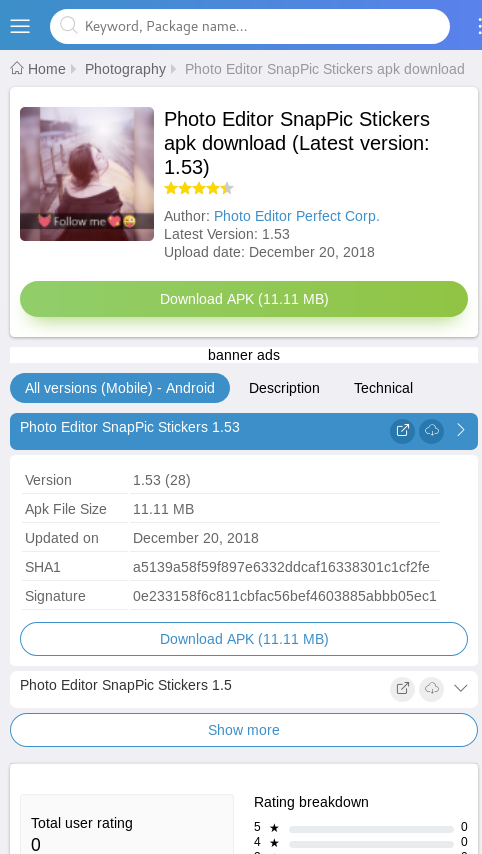 Keyword, Package name...
Home Photography Photo Editor SnapPic Stickers apk download
Photo Editor SnapPic Stickers
apk download (Latest version:
1.53)
Follow me
Author: Photo Editor Perfect Corp.
Latest Version: 1.53
Upload date: December 20, 2018
Download APK (11.11 MB)
banner ads
All versions (Mobile) - Android Description Technical
Photo Editor SnapPic Stickers 1.53
Version 1.53 (28)
Apk File Size 11.11 MB
Updated on December 20, 2018
SHA1 a5139a58f59f897e6332ddcaf16338301c1cf2fe
Signature 0e233158f6c811cbfac56bef4603885abbb05ec1
Download APK (11.11 MB)
Photo Editor SnapPic Stickers 1.5
Show more
Total user rating
0
Rating breakdown
5 ★ 0
4 ★ 0